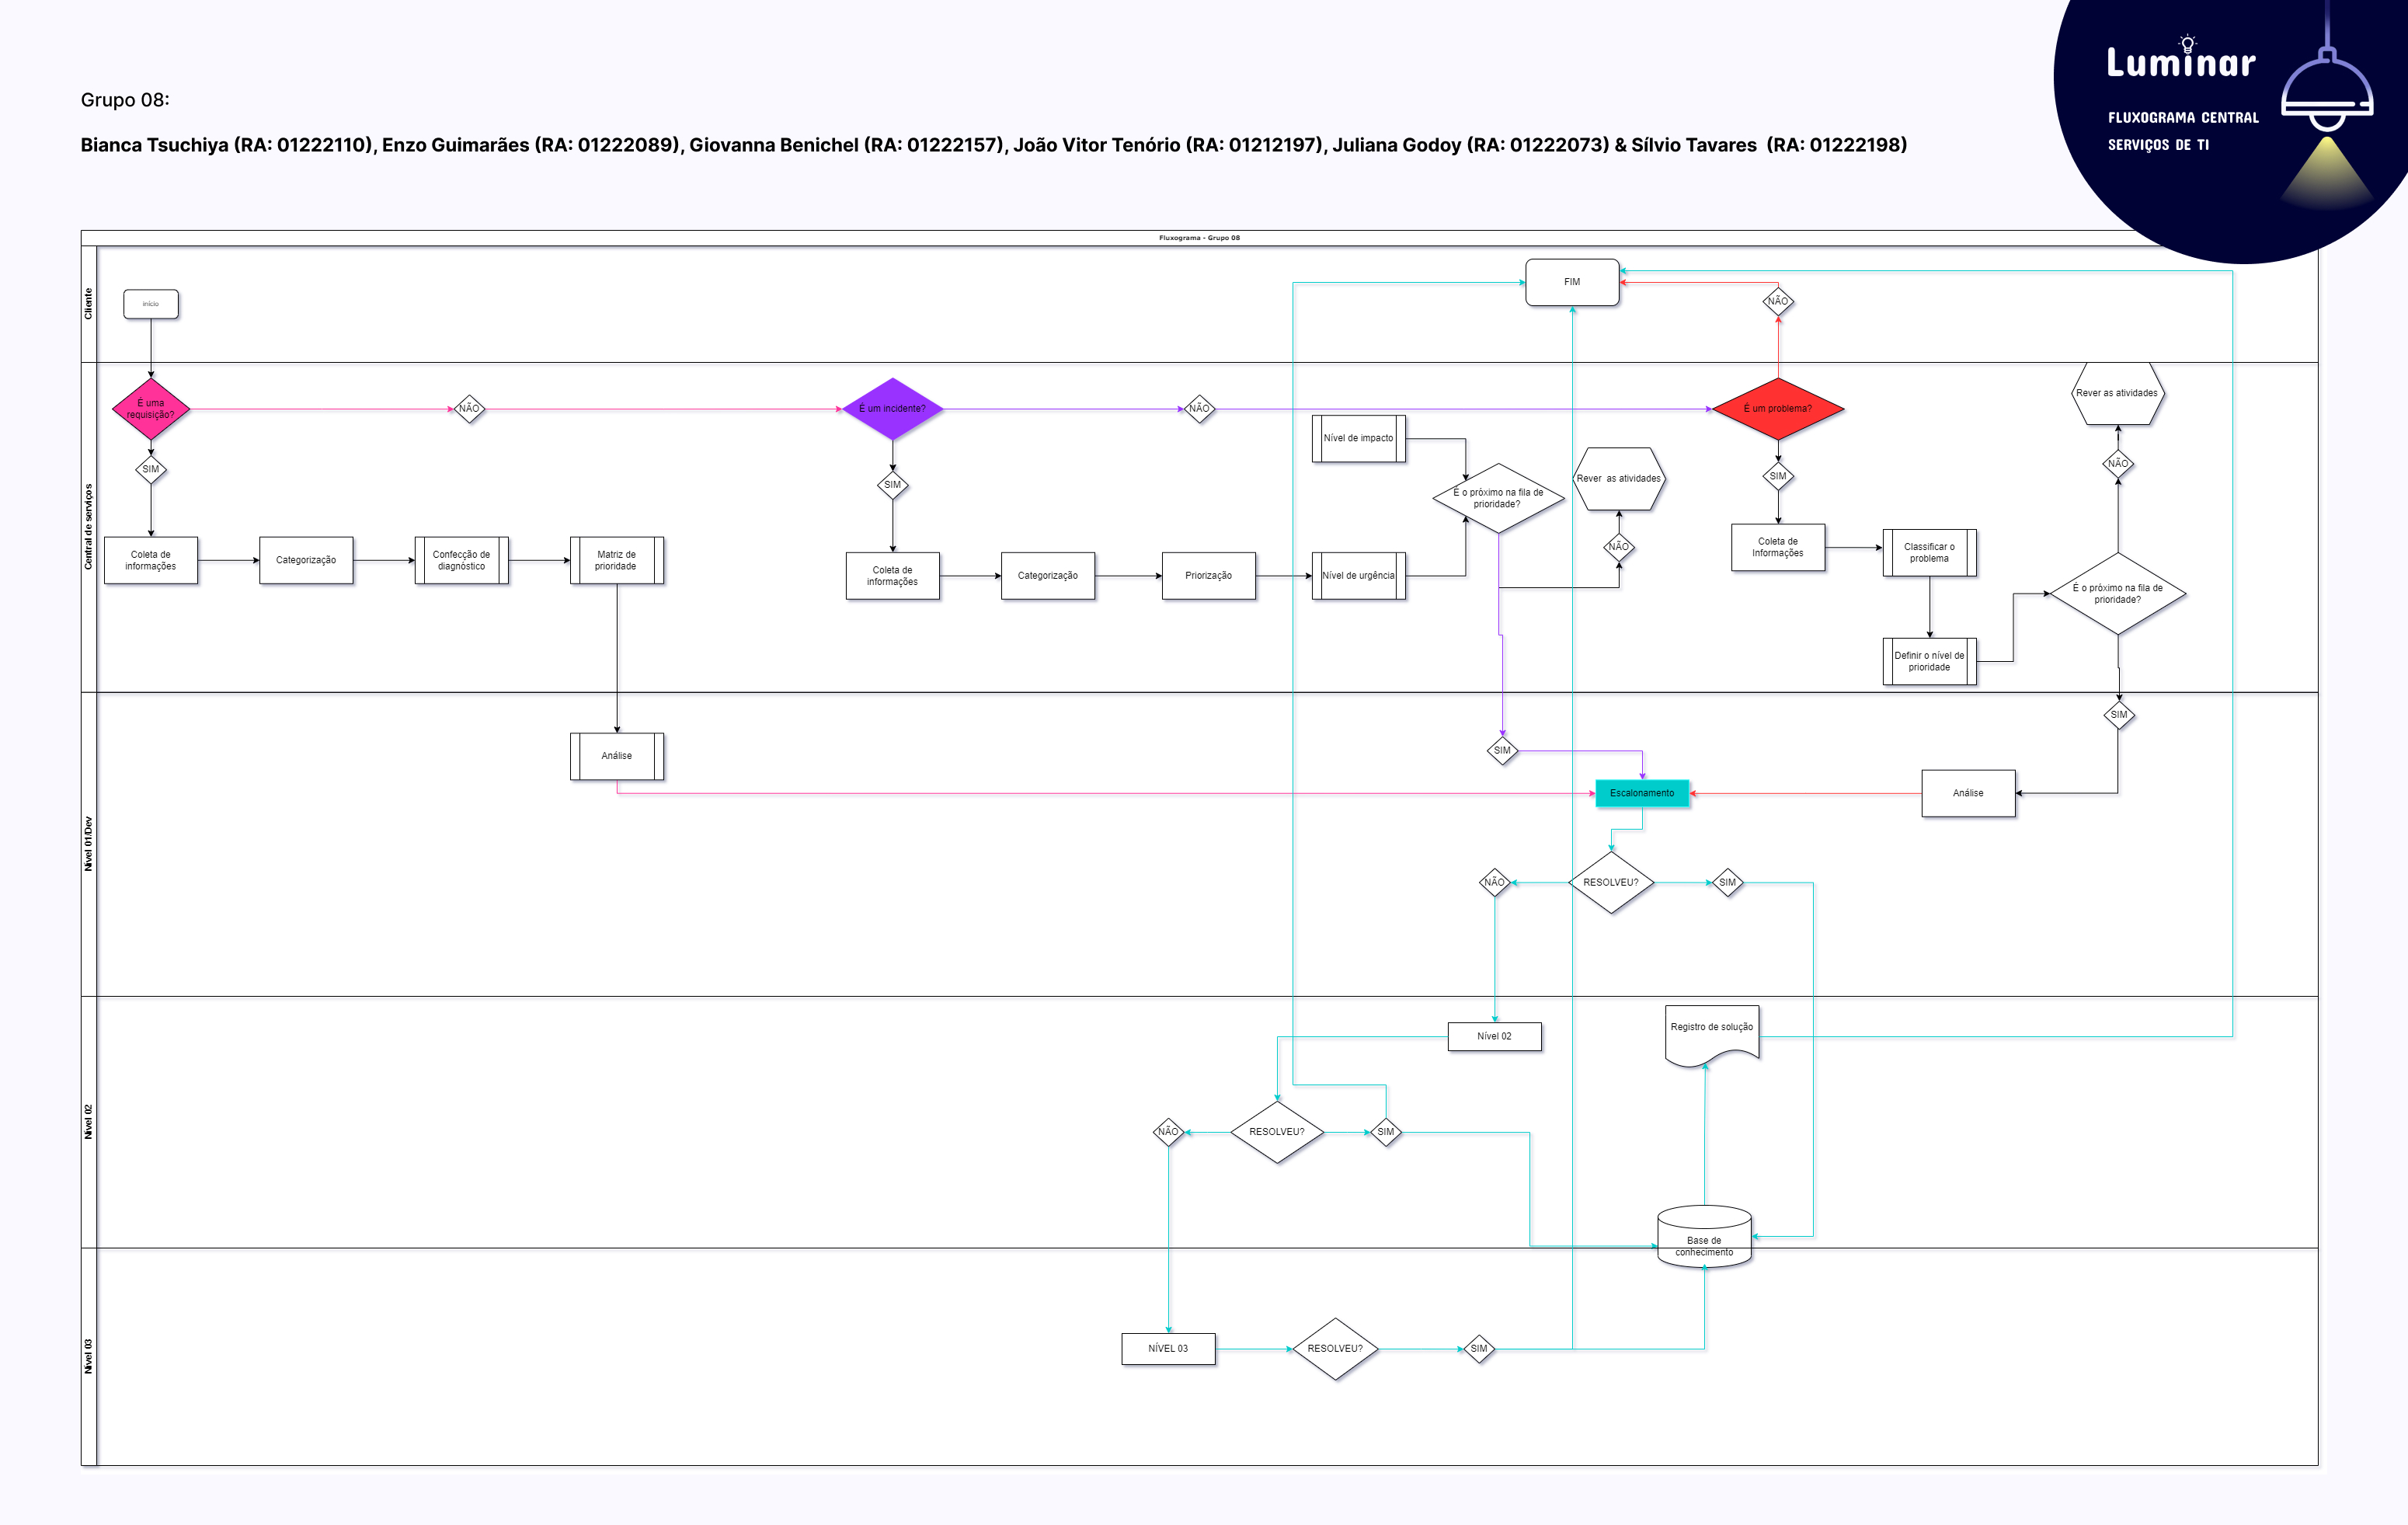 Grupo 08:
Bianca Tsuchiya (RA: 01222110), Enzo Guimarães (RA: 01222089), Giovanna Benichel (RA: 01222157), João Vitor Tenório (RA: 01212197), Juliana Godoy (RA: 01222073) & Sílvio Tavares (RA: 01222198)
Luminar
FLUXOGRAMA CENTRAL
SERVIÇOS DE TI
Fluxograma - Grupo 08
Cliente
início
FIM
NÃO
Central de serviços
É uma
requisição?
NÃO
É um incidente?
NÃO
É um problema?
Rever as atividades
SIM
SIM
Nível de impacto
É o próximo na fila de
prioridade?
Rever as atividades
SIM
NÃO
Coleta de
informações
Categorização
Confecção de
diagnóstico
Matriz de
prioridade
Coleta de
informações
Categorização
Priorização
Nível de urgência
NÃO
Coleta de
Informações
Classificar o
problema
É o próximo na fila de
prioridade?
Definir o nível de
prioridade
Nível 01/Dev
SIM
Análise
SIM
Escalonamento
Análise
NÃO
RESOLVEU?
SIM
Nível 02
Nível 02
Registro de solução
NÃO
RESOLVEU?
SIM
Base de
conhecimento
Nível 03
NÍVEL 03
RESOLVEU?
SIM